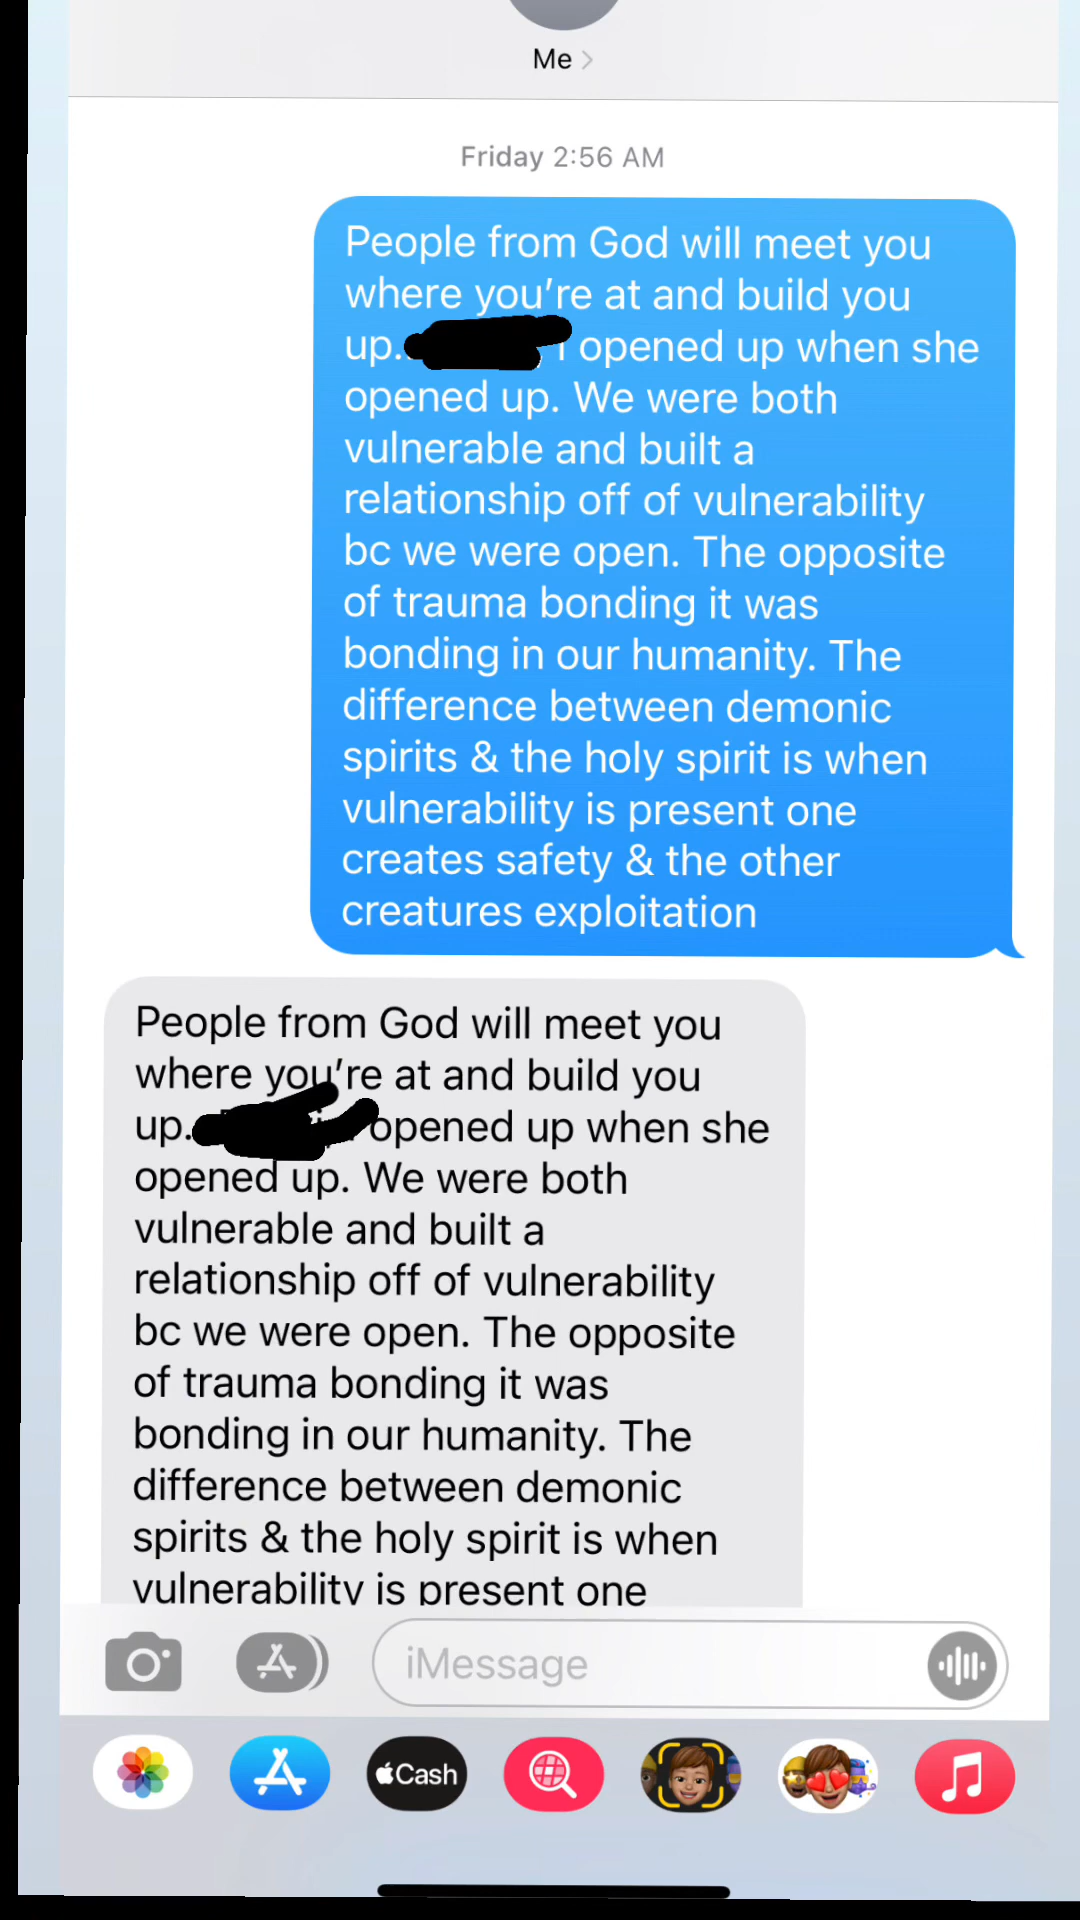 Me
Friday 2:56 AM
People from God will meet you
where you're at and build you
up. I opened up when she
opened up. We were both
vulnerable and built a
relationship off of vulnerability
bc we were open. The opposite
of trauma bonding it was
bonding in our humanity. The
difference between demonic
spirits & the holy spirit is when
vulnerability is present one
creates safety & the other
creatures exploitation
People from God will meet you
where you're at and build you
up. opened up when she
opened up. We were both
vulnerable and built a
relationship off of vulnerability
bc we were open. The opposite
of trauma bonding it was
bonding in our humanity. The
difference between demonic
spirits & the holy spirit is when
vulnerability is present one
iMessage
Cash